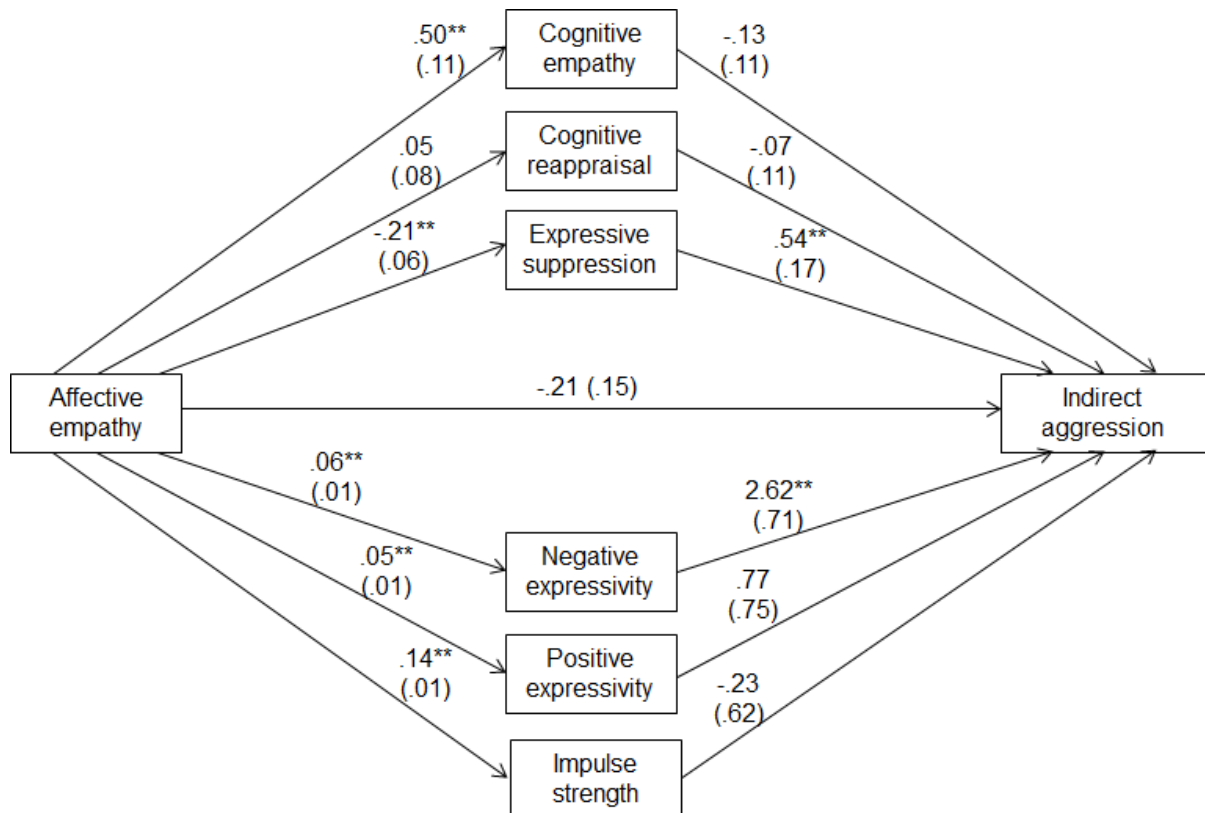 .50**
(.11)
Cognitive
empathy
-.13
(.11)
.05
(.08)
Cognitive
reappraisal
-.07
(.11)
-.21**
(.06)
Expressive
suppression
.54**
(.17)
Affective
empathy
-.21 (.15)
Indirect
aggression
.06**
(.01)
Negative
expressivity
2.62**
(.71)
.05**
(.01)
Positive
expressivity
.77
(.75)
.14**
(.01)
Impulse
strength
-.23
(.62)